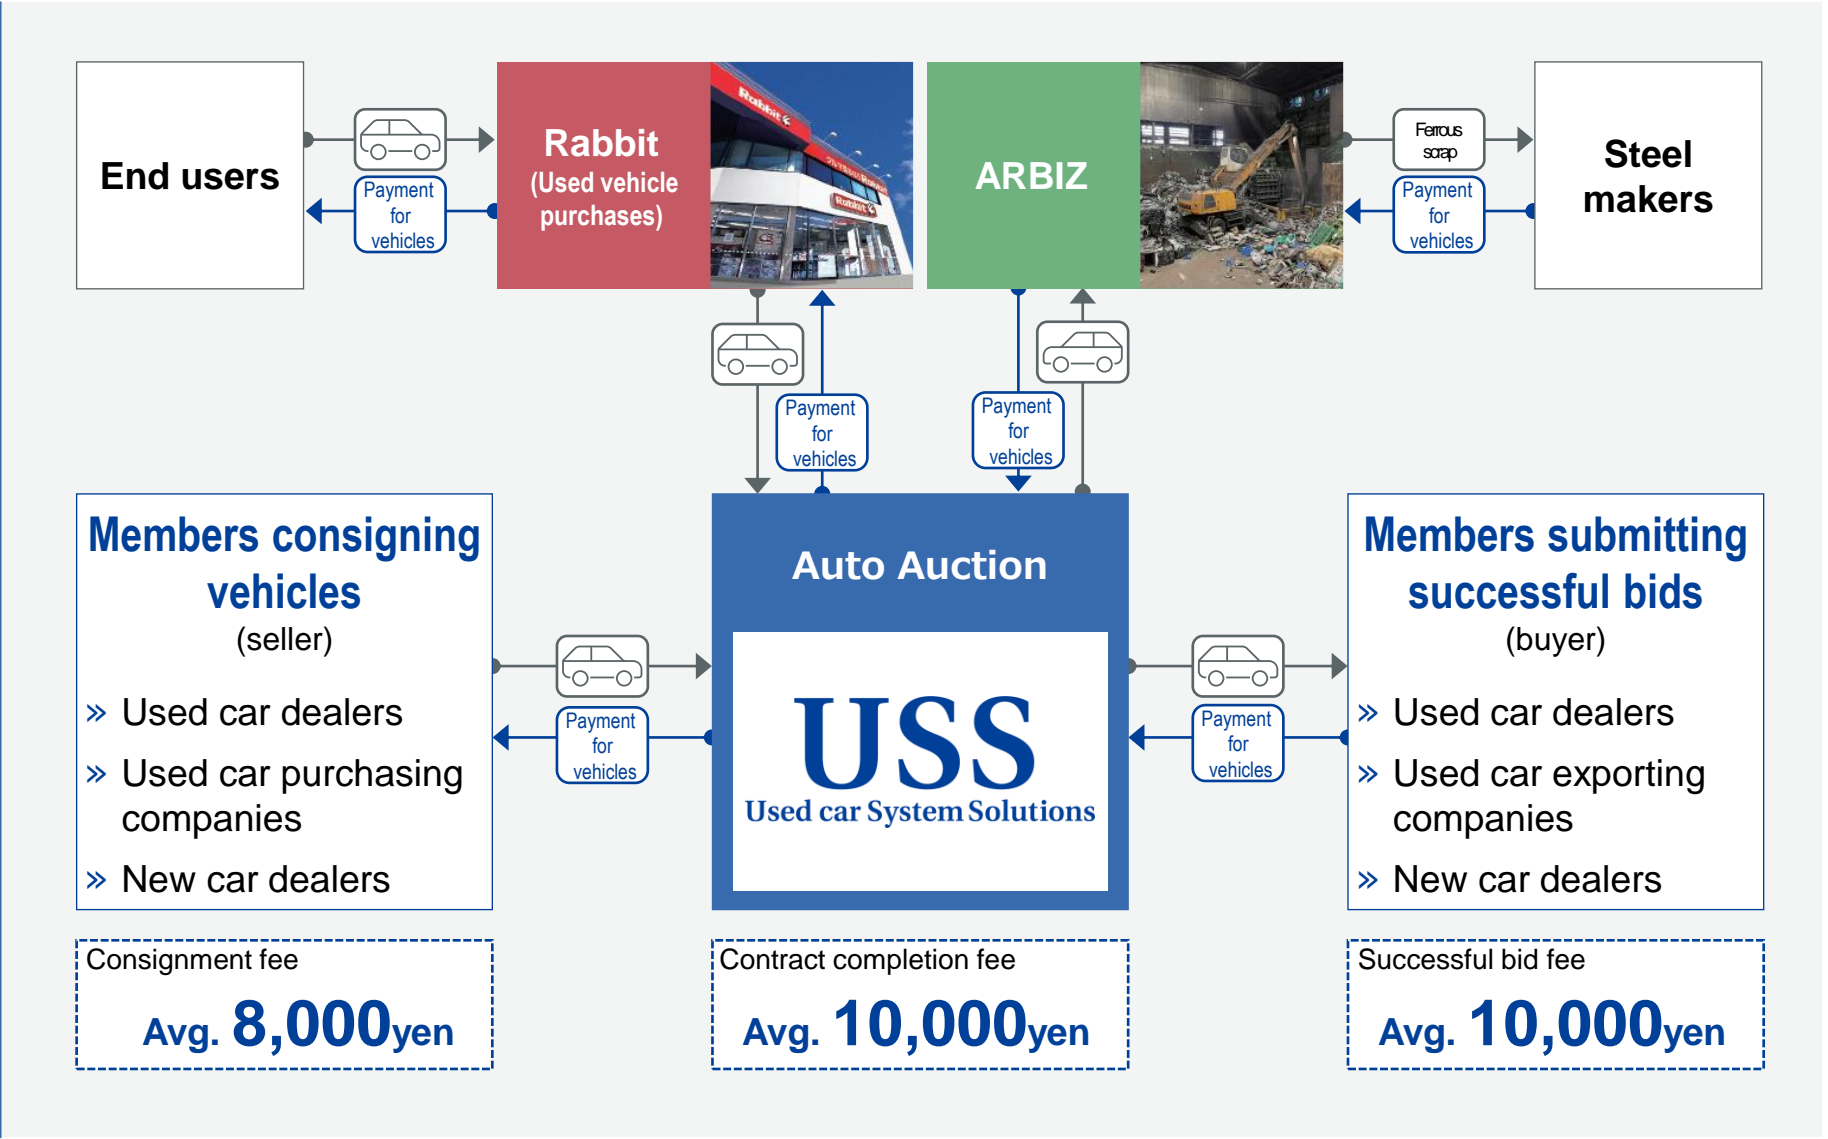 End users
Payment
for
vehicles
Rabbit
(Used vehicle
purchases)
Rabbit
Rabbit
Rabbit
ARBIZ
Ferrous
scrap
Payment
for
vehicles
Steel
makers
Payment
for
vehicles
Payment
for
vehicles
Members consigning
vehicles
(seller)
» Used car dealers
» Used car purchasing
companies
» New car dealers
Payment
for
vehicles
Auto Auction
USS
Used car System Solutions
Payment
for
vehicles
Members submitting
successful bids
(buyer)
» Used car dealers
» Used car exporting
companies
» New car dealers
Consignment fee
Avg. 8,000yen
Contract completion fee
Avg. 10,000yen
Successful bid fee
Avg. 10,000yen